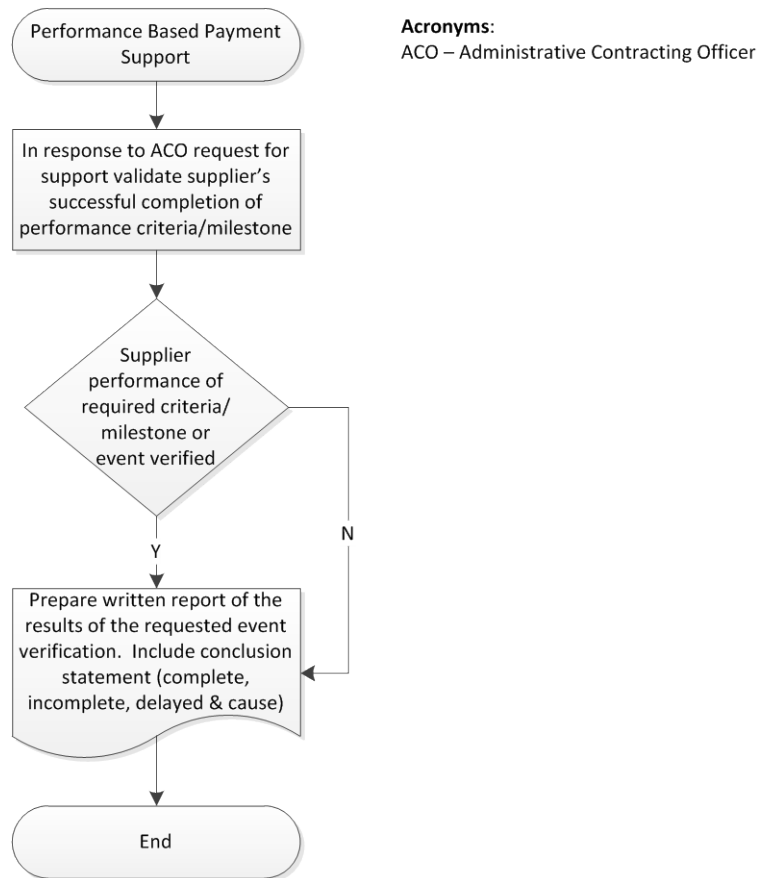 Performance Based Payment
Support
Acronyms:
ACO – Administrative Contracting Officer
In response to ACO request for
support validate supplier's
successful completion of
performance criteria/milestone
Supplier
performance of
required criteria/
milestone or
event verified
Y
N
Prepare written report of the
results of the requested event
verification.  Include conclusion
statement (complete,
incomplete, delayed & cause)
End